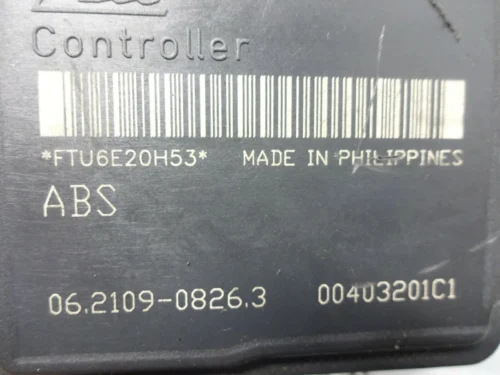 Controller
*FTU6E20H53* MADE IN PHILIPPINES
ABS
06.2109-0826.3 00403201C1